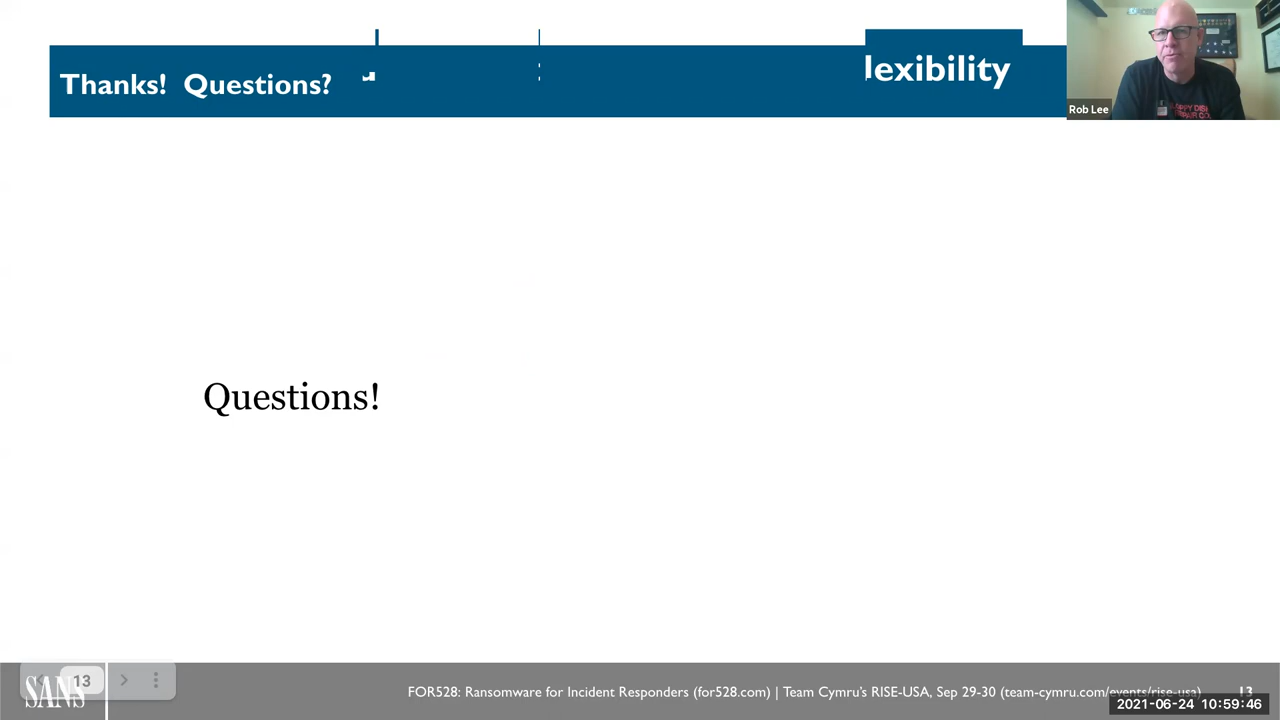 Thanks!  Questions?
lexibility
Rob Lee
Questions!
13
SANS
FOR528: Ransomware for Incident Responders (for528.com) | Team Cymru's RISE-USA, Sep 29-30 (team-cymru.com/events/rise-usa)
13
2021-06-24 10:59:46